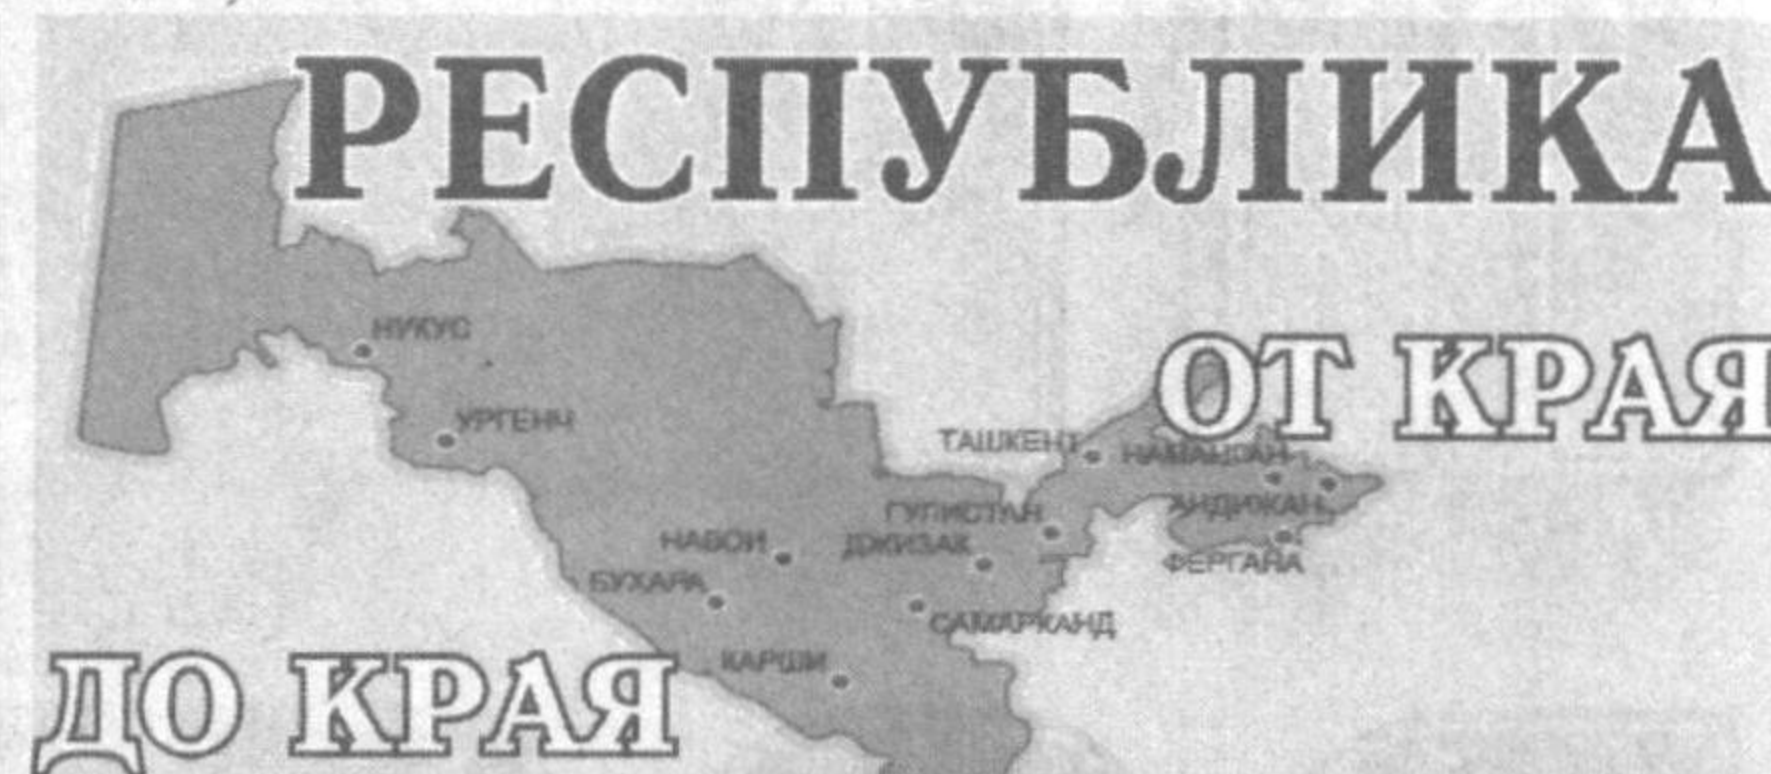 РЕСПУБЛИКА
ОТ КРАЯ
ДО КРАЯ
НУКУС
УРГЕНЧ
ТАШКЕНТ
НАМАНГАН
АНДИЖАН
ГУЛИСТАН
НАВОИ
ДЖИЗАК
ФЕРГАНА
БУХАРА
САМАРКАНД
КАРШИ